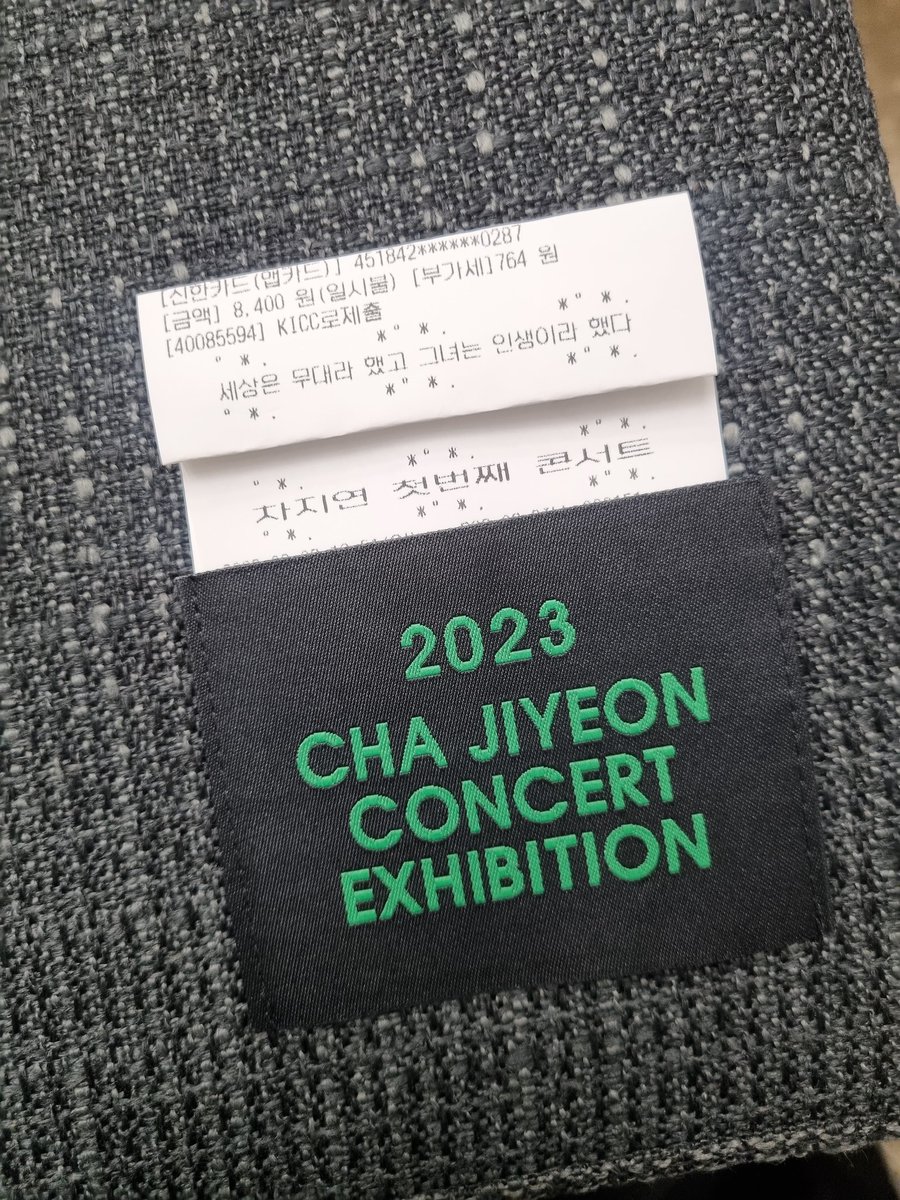 [신한카드(앱카드)] 451842******0287
[금액] 8,400 원(일시불) [부가세]764 원
[40085594] KICC로제출
° *. *" *. *" *.
세상은 무대라 했고 그녀는 인생이라 했다
° *. *" *. *" *.
° *. *" *. *" *.
차지연 첫번째 콘서트
° *. *" *. *" *.
2023
CHA JIYEON
CONCERT
EXHIBITION